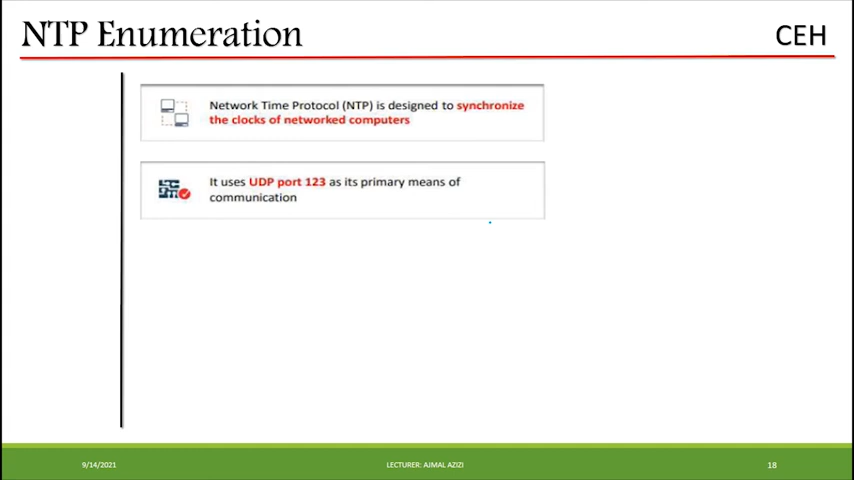 NTP Enumeration
CEH
Network Time Protocol (NTP) is designed to synchronize
the clocks of networked computers
It uses UDP port 123 as its primary means of
communication
9/14/2021
LECTURER: AJMAL AZIZI
18